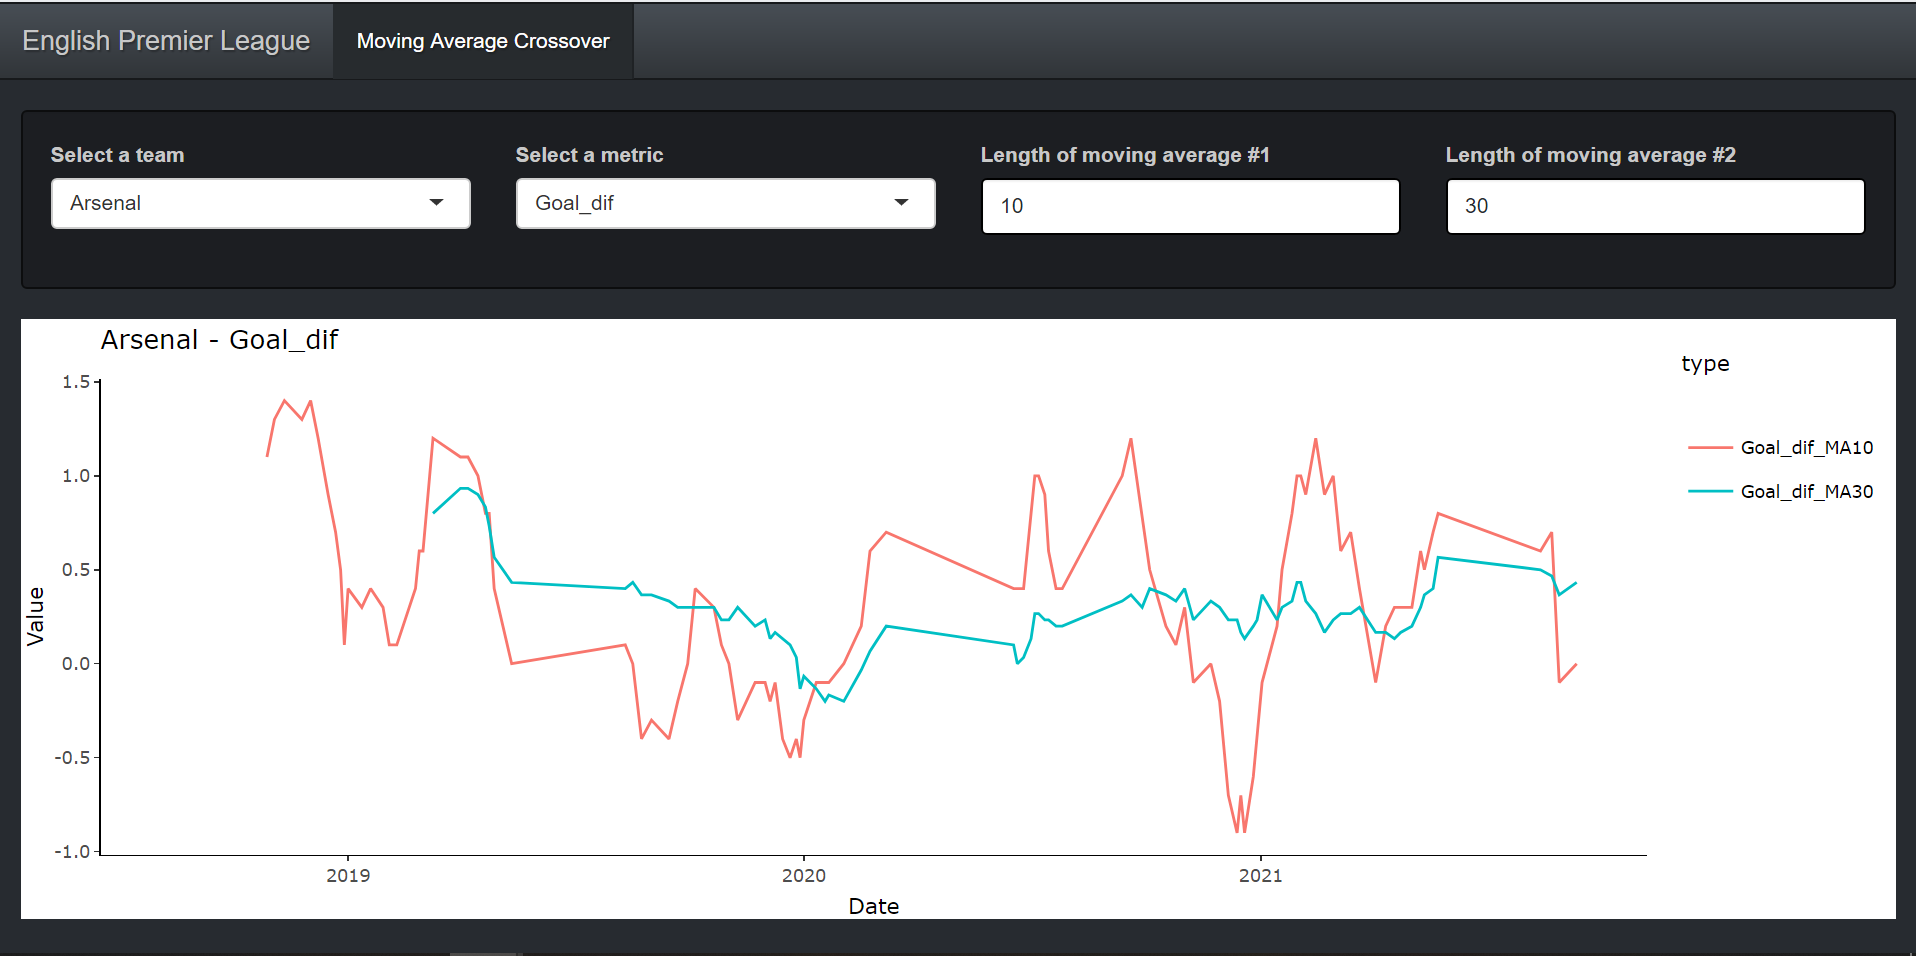 English Premier League
Moving Average Crossover
Select a team
Select a metric
Length of moving average #1
Length of moving average #2
Arsenal
Goal_dif
10
30
Arsenal - Goal_dif
type
Goal_dif_MA10
Goal_dif_MA30
Value
1.5
1.0
0.5
0.0
-0.5
-1.0
2019
2020
2021
Date